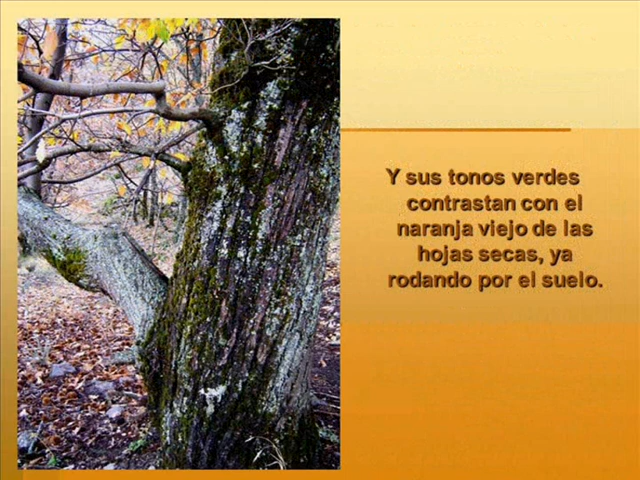 Y sus tonos verdes
contrastan con el
naranja viejo de las
hojas secas, ya
rodando por el suelo.